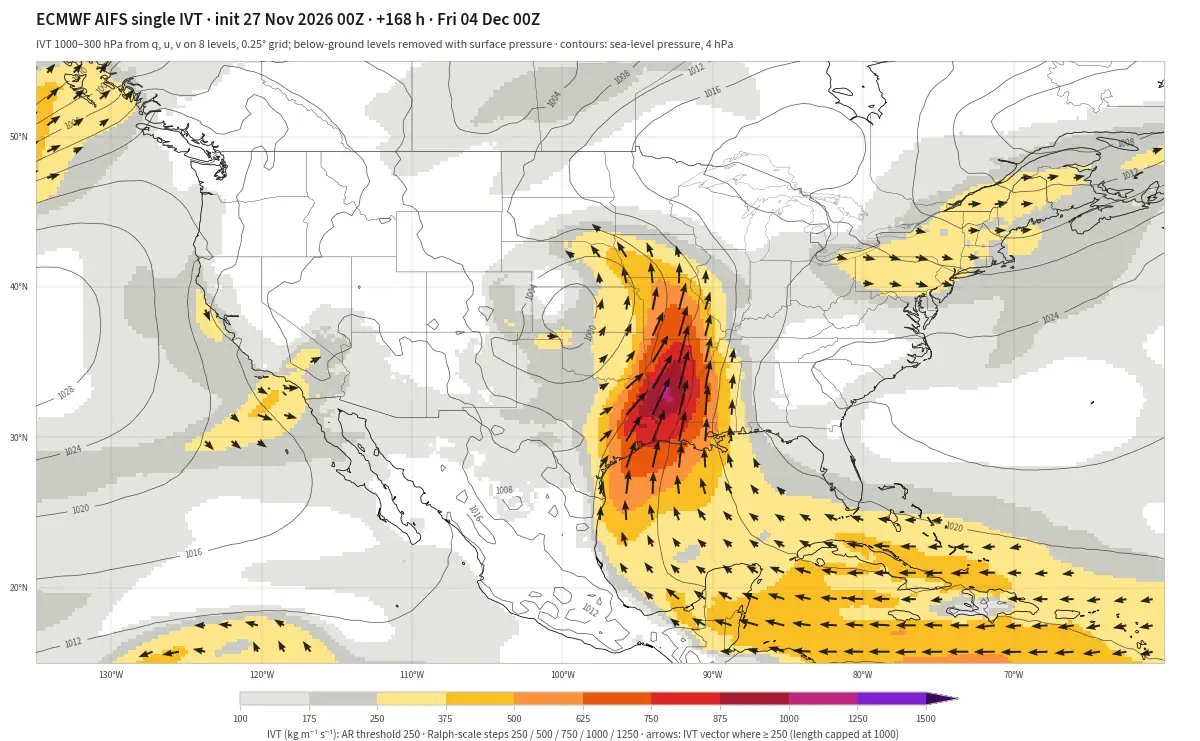 ECMWF AIFS single IVT · init 27 Nov 2026 00Z · +168 h · Fri 04 Dec 00Z
IVT 1000–300 hPa from q, u, v on 8 levels, 0.25° grid; below-ground levels removed with surface pressure · contours: sea-level pressure, 4 hPa
1008
1012
1004
1016
50°N
1008
1004
40°N
1000
1024
1028
30°N
1024
1008
1016
1020
1020
1016
20°N
1012
1012
130°W 120°W 110°W 100°W 90°W 80°W 70°W
100 175 250 375 500 625 750 875 1000 1250 1500
IVT (kg m⁻¹ s⁻¹): AR threshold 250 · Ralph-scale steps 250 / 500 / 750 / 1000 / 1250 · arrows: IVT vector where ≥ 250 (length capped at 1000)